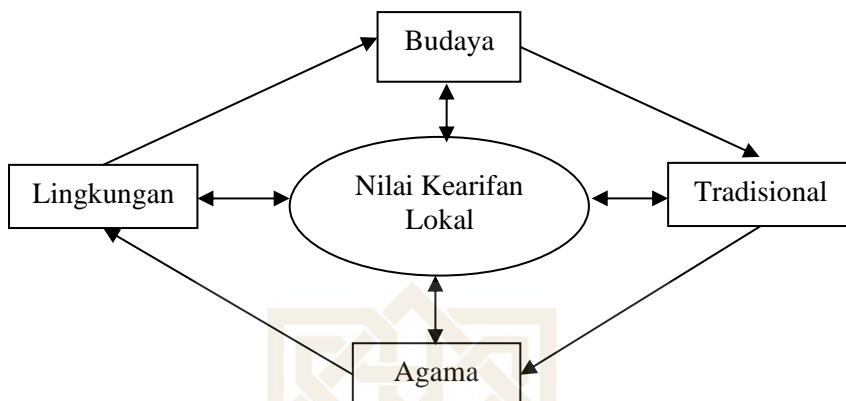 Budaya
Lingkungan
Nilai Kearifan
Lokal
Tradisional
Agama